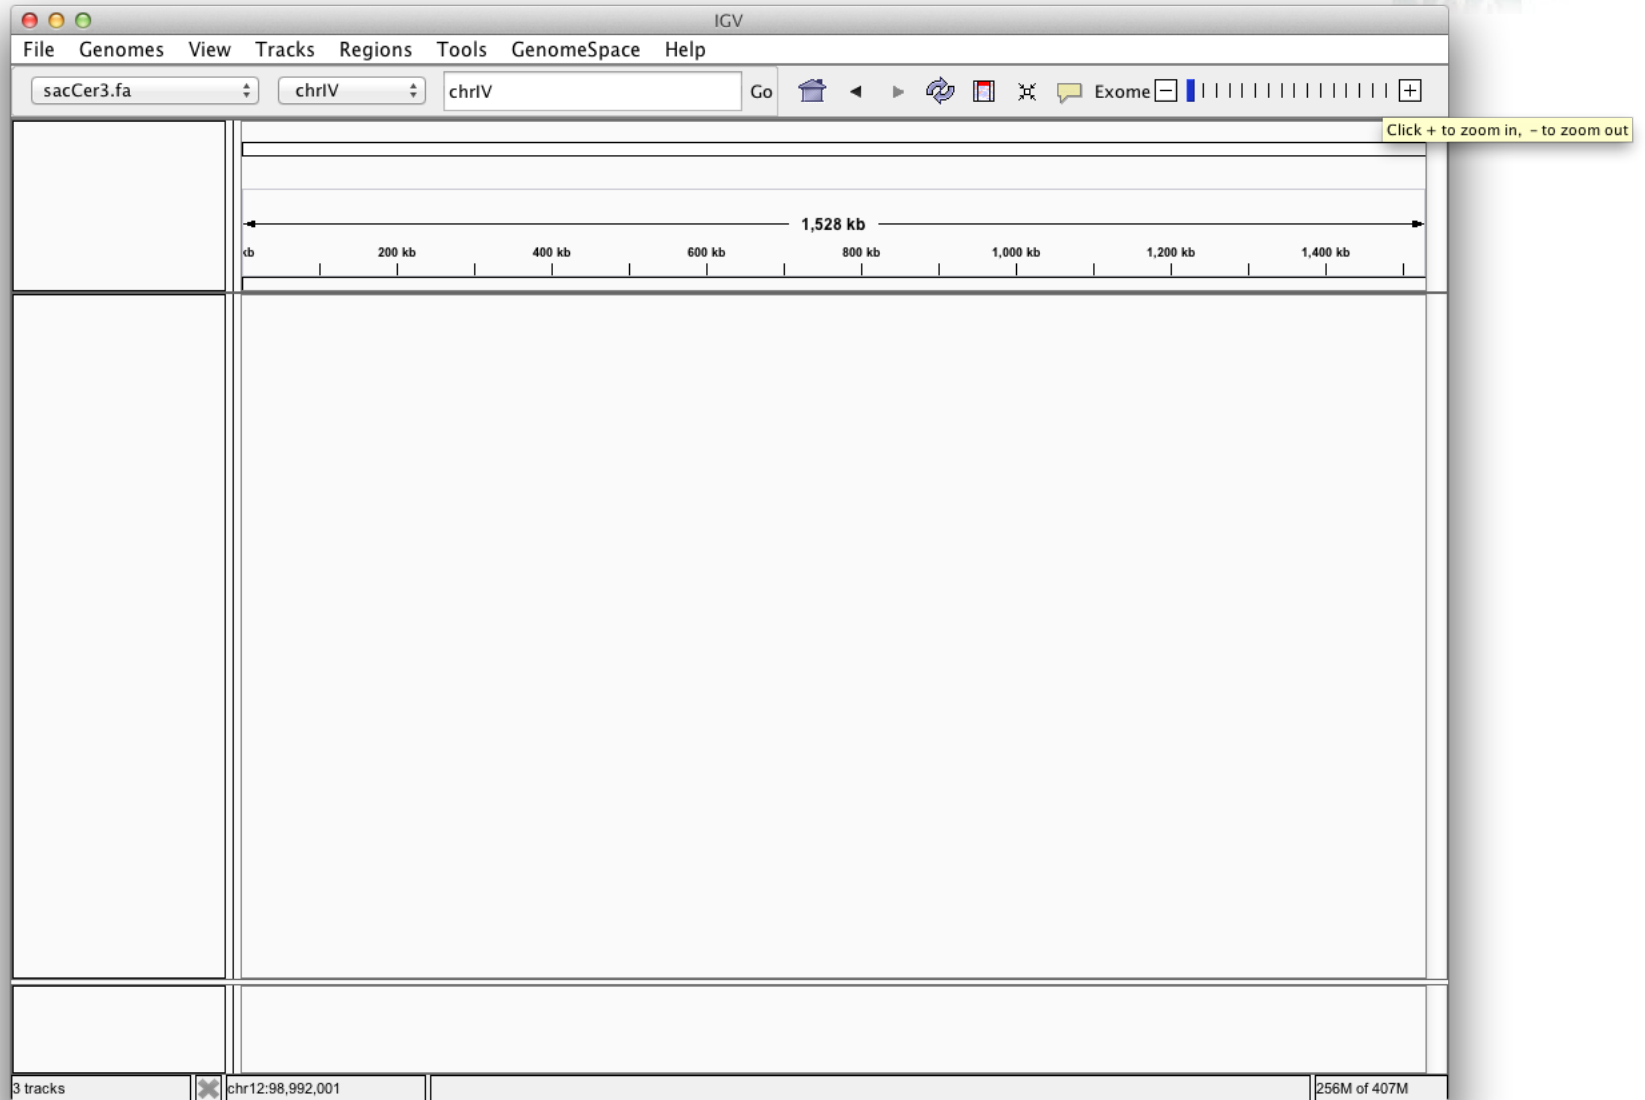 IGV
File Genomes View Tracks Regions Tools GenomeSpace Help
sacCer3.fa chrIV chrIV Go Exome
Click + to zoom in, – to zoom out
1,528 kb
kb 200 kb 400 kb 600 kb 800 kb 1,000 kb 1,200 kb 1,400 kb
3 tracks chr12:98,992,001 256M of 407M